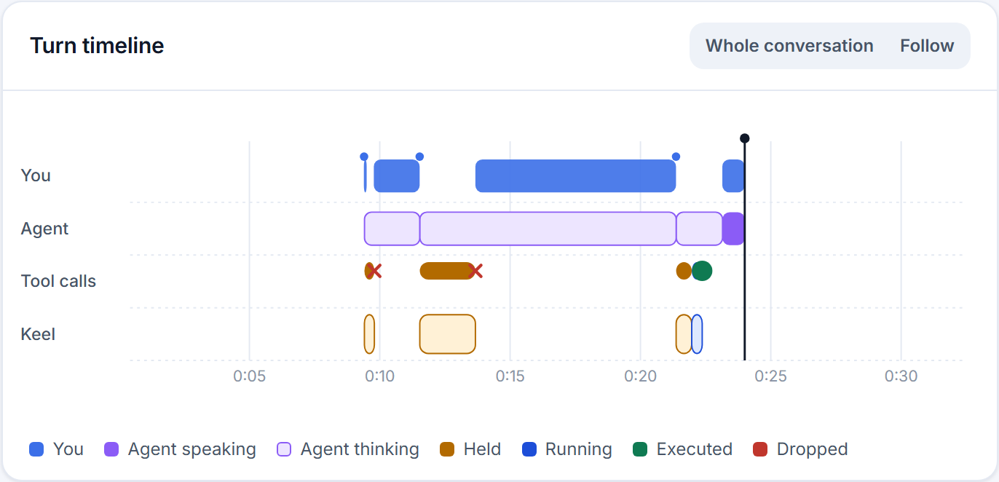 Turn timeline
Whole conversation Follow
You
Agent
Tool calls
Keel
0:05 0:10 0:15 0:20 0:25 0:30
You Agent speaking Agent thinking Held Running Executed Dropped